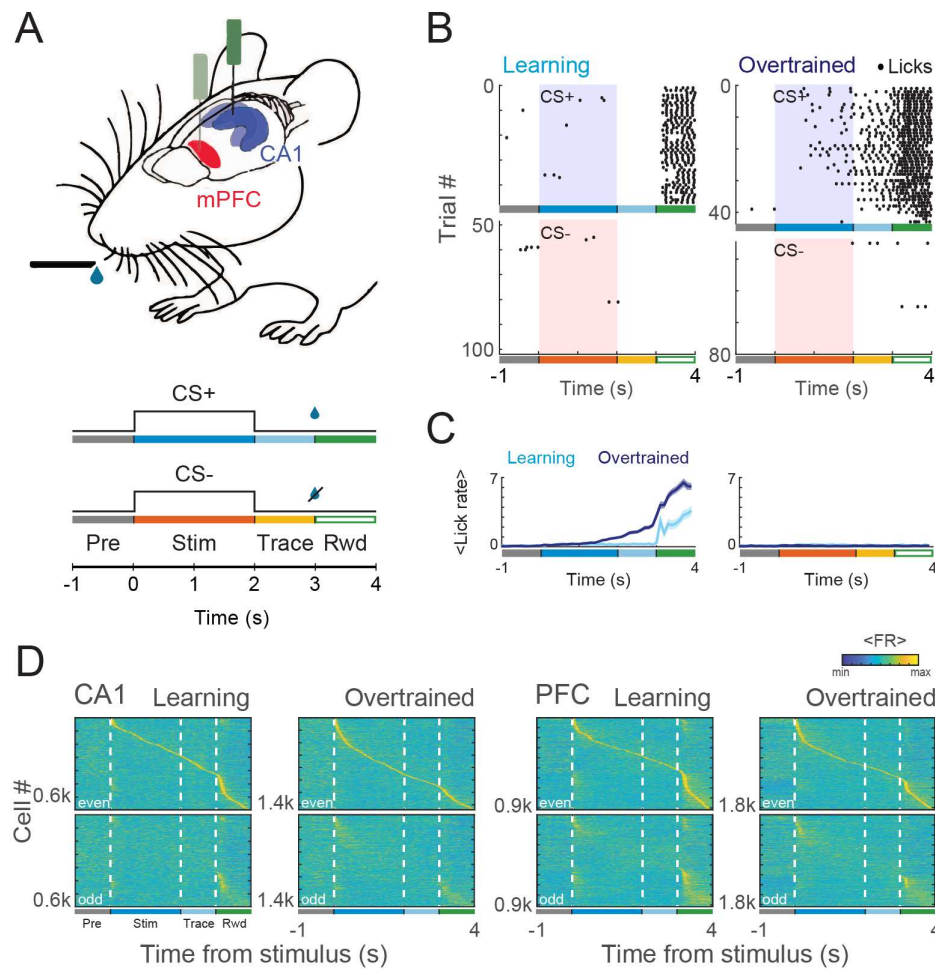 A
CA1
mPFC
CS+
CS-
Pre Stim Trace Rwd
-1 0 1 2 3 4
Time (s)
B
Learning Overtrained • Licks
0 CS+ 0 CS+
Trial #
50 CS- 40 CS-
100 80
-1 4 -1 4
Time (s) Time (s)
C
Learning Overtrained
<Lick rate>
7 7
0 0
-1 4 -1 4
Time (s) Time (s)
D
<FR>
min max
CA1 Learning Overtrained PFC Learning Overtrained
Cell #
0.6k even 1.4k even 0.9k even 1.8k even
0.6k odd 1.4k odd 0.9k odd 1.8k odd
Pre Stim Trace Rwd
-1 4 -1 4
Time from stimulus (s) Time from stimulus (s)